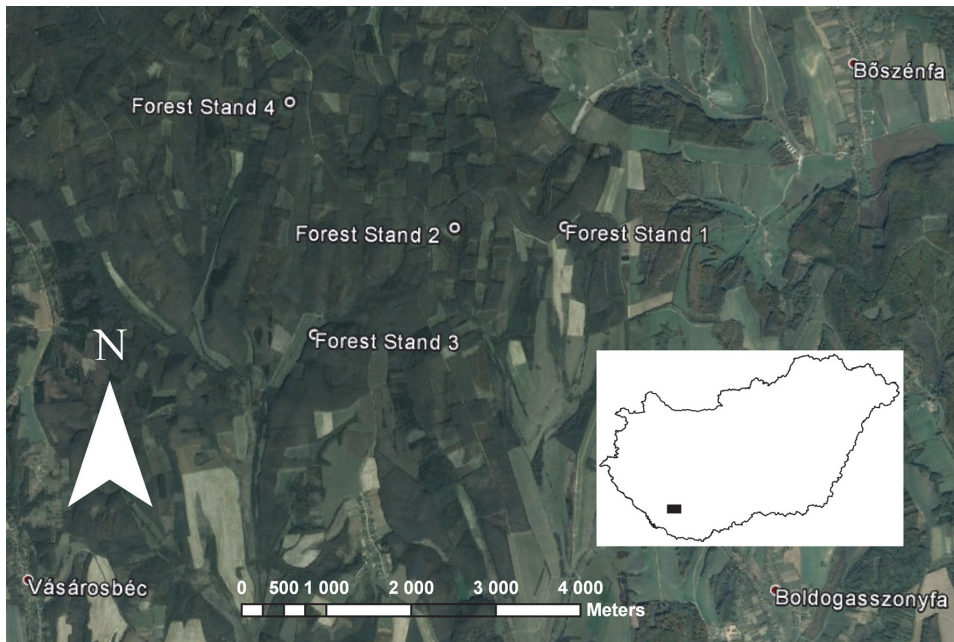 Bőszénfa
Forest Stand 4
Forest Stand 2
Forest Stand 1
Forest Stand 3
N
Vásárosbéc
0 500 1 000 2 000 3 000 4 000
Meters
Boldogasszonyfa